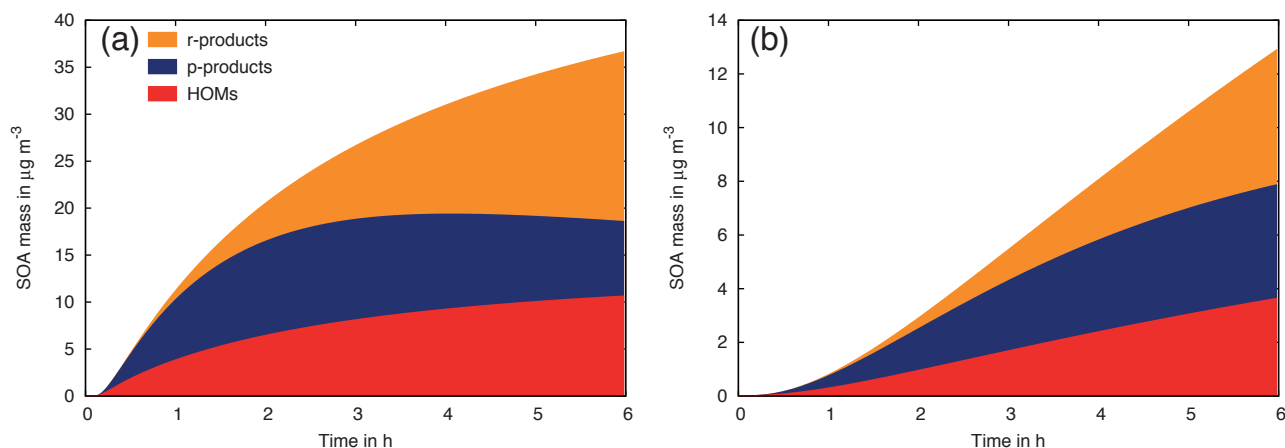 (a)
r-products
p-products
HOMs
SOA mass in µg m⁻³
40
35
30
25
20
15
10
5
0
0 1 2 3 4 5 6
Time in h
(b)
SOA mass in µg m⁻³
14
12
10
8
6
4
2
0
0 1 2 3 4 5 6
Time in h